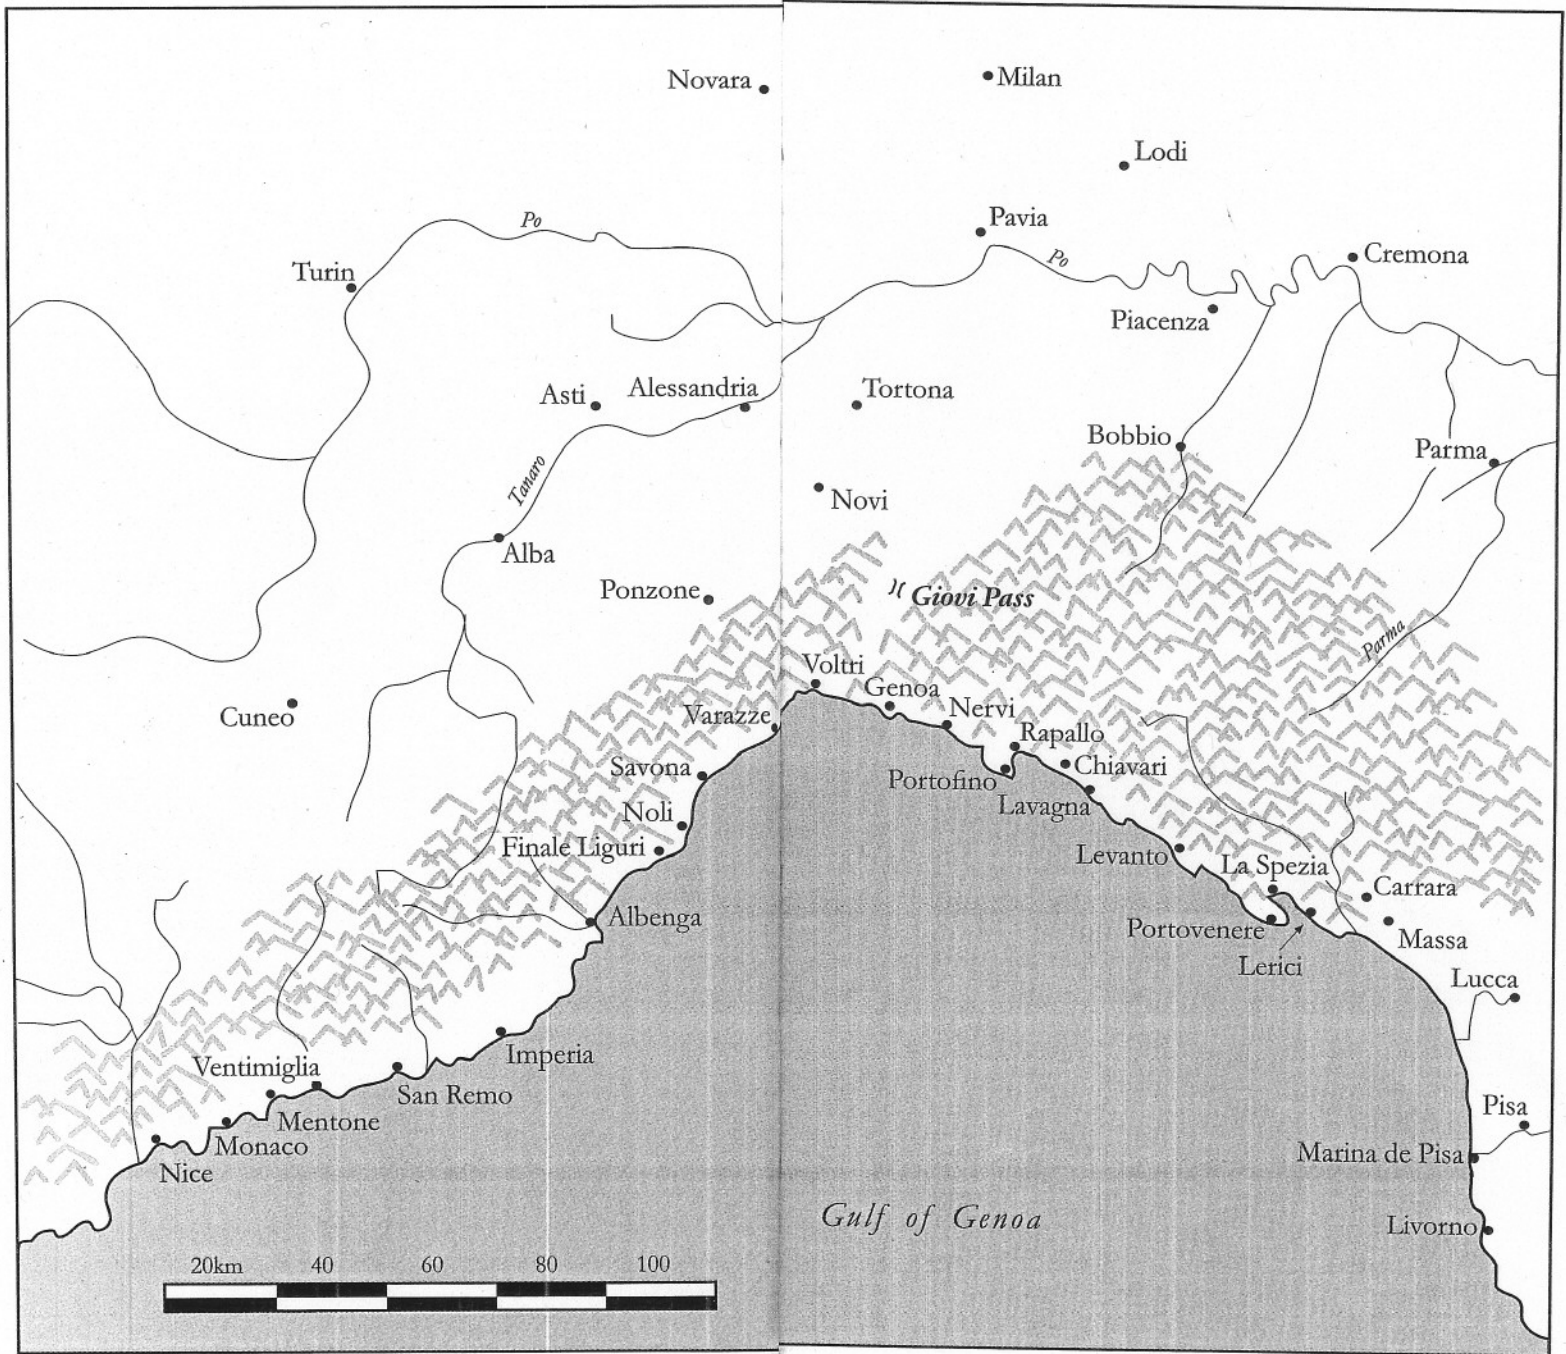 Novara
Milan
Lodi
Pavia
Po
Po
Cremona
Turin
Piacenza
Asti
Alessandria
Tortona
Bobbio
Parma
Tanaro
Novi
Alba
Ponzone
Giovi Pass
Parma
Voltri
Genoa
Cuneo
Varazze
Nervi
Rapallo
Savona
Chiavari
Portofino
Lavagna
Noli
Finale Liguri
Levanto
La Spezia
Carrara
Albenga
Portovenere
Massa
Lerici
Lucca
Imperia
Ventimiglia
San Remo
Mentone
Pisa
Monaco
Marina de Pisa
Nice
Gulf of Genoa
Livorno
20km 40 60 80 100